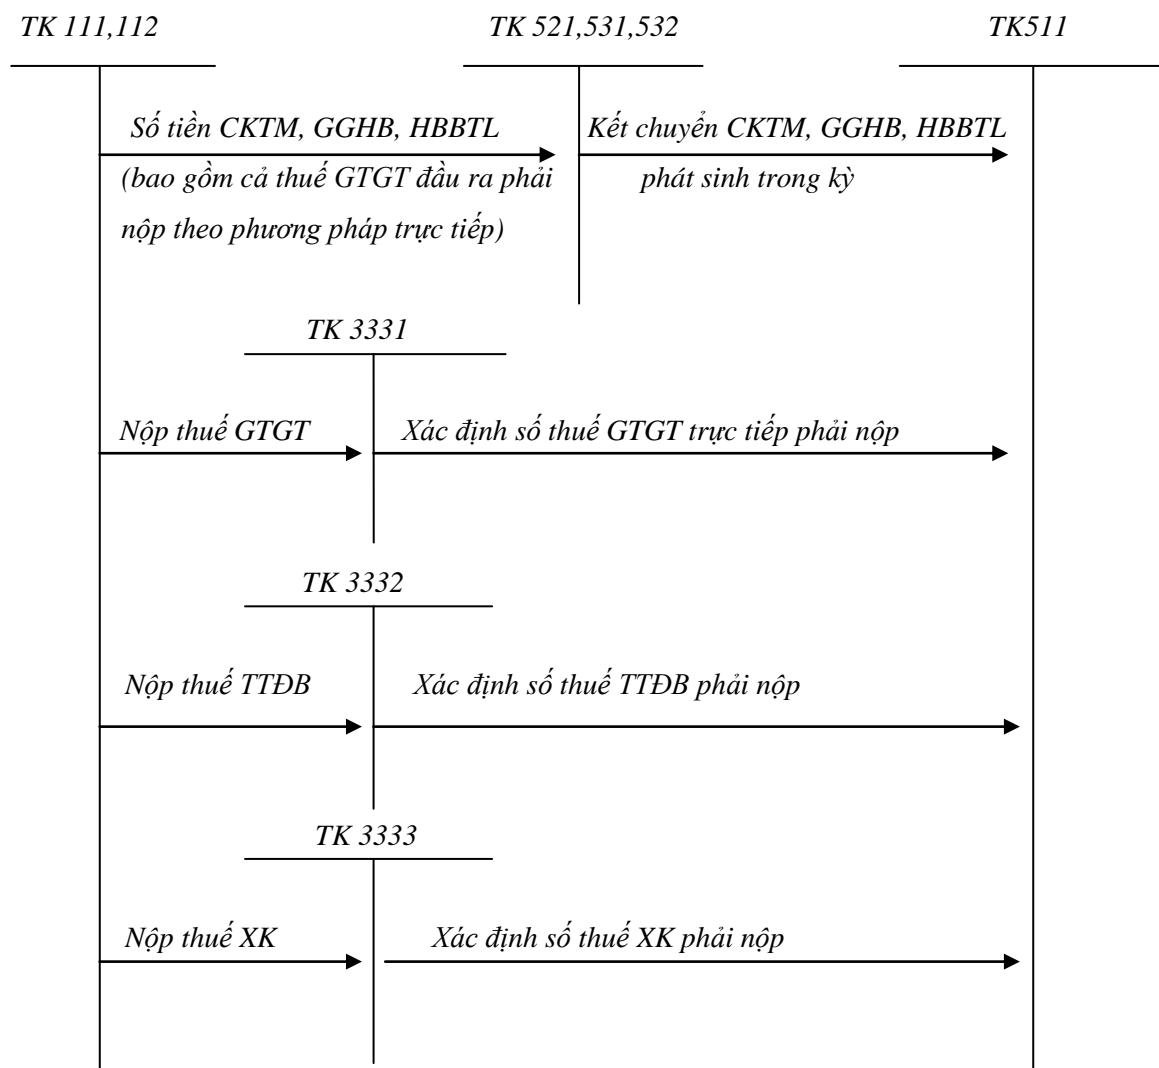 TK 111,112 TK 521,531,532 TK511
Số tiền CKTM, GGHB, HBBTL Kết chuyển CKTM, GGHB, HBBTL
(bao gồm cả thuế GTGT đầu ra phải phát sinh trong kỳ
nộp theo phương pháp trực tiếp)
TK 3331
Nộp thuế GTGT Xác định số thuế GTGT trực tiếp phải nộp
TK 3332
Nộp thuế TTĐB Xác định số thuế TTĐB phải nộp
TK 3333
Nộp thuế XK Xác định số thuế XK phải nộp